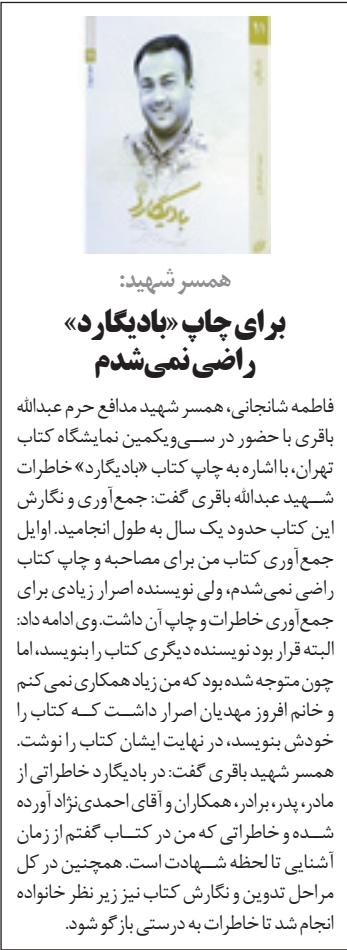 بادیگارد
همسر شهید:
برای چاپ «بادیگارد»
راضی نمی‌شدم
فاطمه شانجانی، همسر شهید مدافع حرم عبدالله
باقری با حضور در سی‌ویکمین نمایشگاه کتاب
تهران، با اشاره به چاپ کتاب «بادیگارد» خاطرات
شهید عبدالله باقری گفت: جمع‌آوری و نگارش
این کتاب حدود یک سال به طول انجامید. اوایل
جمع‌آوری کتاب من برای مصاحبه و چاپ کتاب
راضی نمی‌شدم، ولی نویسنده اصرار زیادی برای
جمع‌آوری خاطرات و چاپ آن داشت. وی ادامه داد:
البته قرار بود نویسنده دیگری کتاب را بنویسد، اما
چون متوجه شده بود که من زیاد همکاری نمی‌کنم
و خانم افروز مهدیان اصرار داشت که کتاب را
خودش بنویسد، در نهایت ایشان کتاب را نوشت.
همسر شهید باقری گفت: در بادیگارد خاطراتی از
مادر، پدر، برادر، همکاران و آقای احمدی‌نژاد آورده
شده و خاطراتی که من در کتاب گفتم از زمان
آشنایی تا لحظه شهادت است. همچنین در کل
مراحل تدوین و نگارش کتاب نیز زیر نظر خانواده
انجام شد تا خاطرات به درستی بازگو شود.